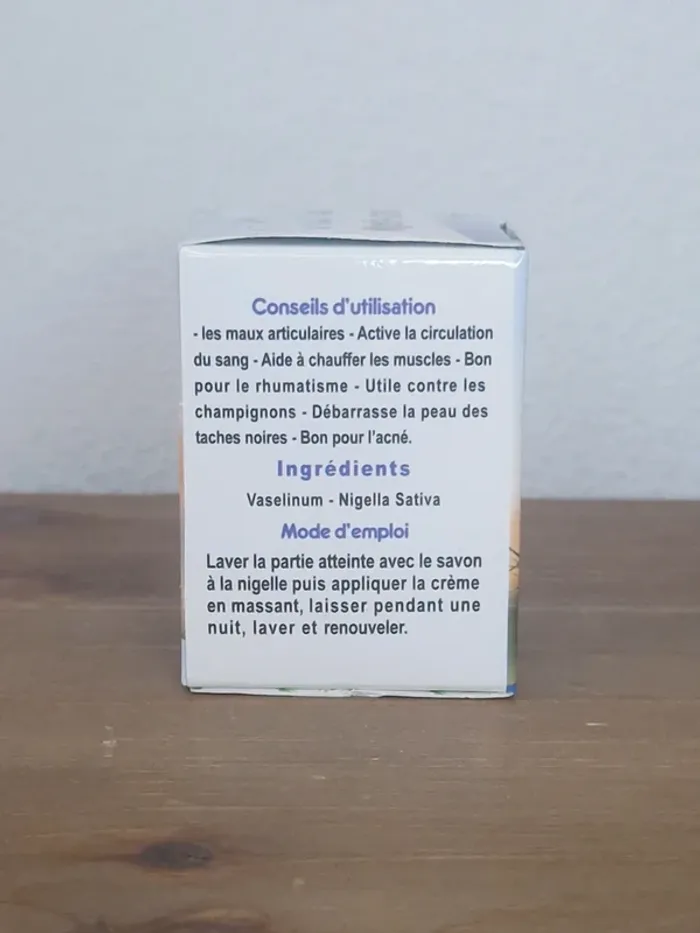 Conseils d'utilisation
- les maux articulaires - Active la circulation
du sang - Aide à chauffer les muscles - Bon
pour le rhumatisme - Utile contre les
champignons - Débarrasse la peau des
taches noires - Bon pour l'acné.
Ingrédients
Vaselinum - Nigella Sativa
Mode d'emploi
Laver la partie atteinte avec le savon
à la nigelle puis appliquer la crème
en massant, laisser pendant une
nuit, laver et renouveler.